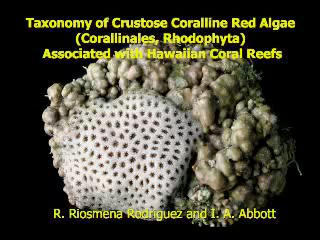 Taxonomy of Crustose Coralline Red Algae
(Corallinales, Rhodophyta)
Associated with Hawaiian Coral Reefs
R. Riosmena Rodriguez and I. A. Abbott